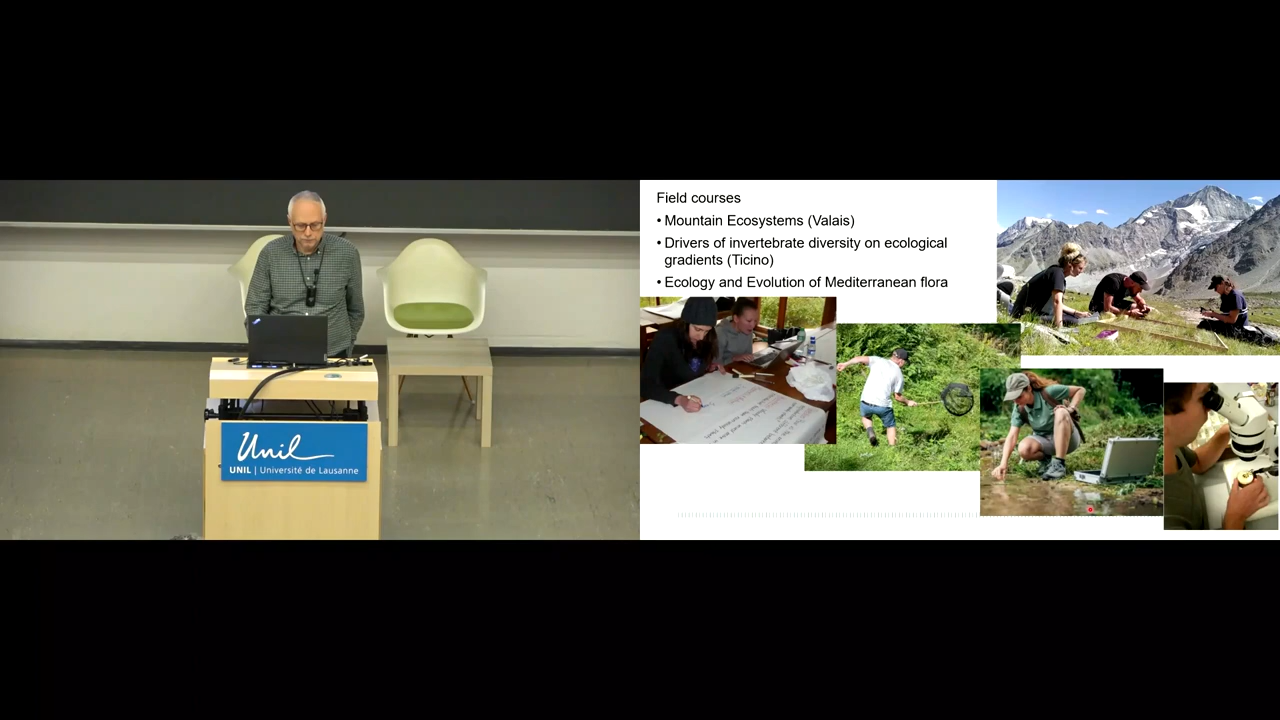 Field courses
• Mountain Ecosystems (Valais)
• Drivers of invertebrate diversity on ecological
gradients (Ticino)
• Ecology and Evolution of Mediterranean flora
Unil
UNIL | Université de Lausanne